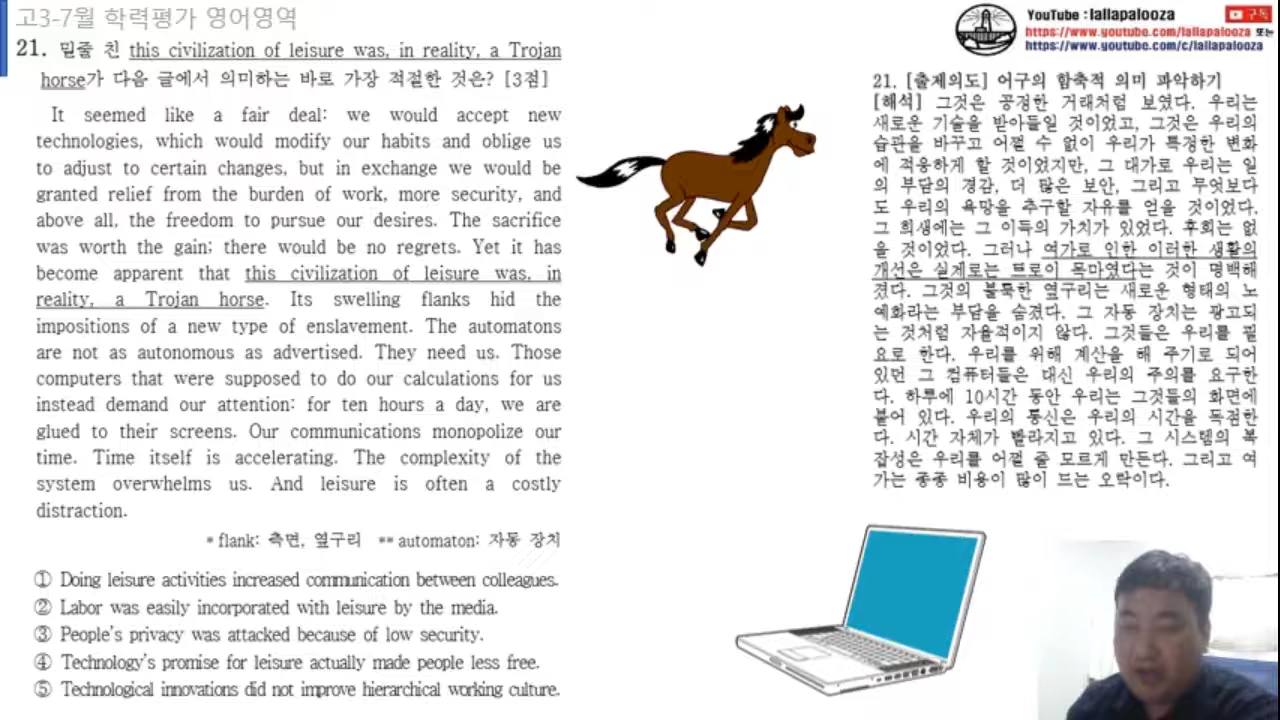 고3-7월 학력평가 영어영역
21. 밑줄 친 this civilization of leisure was, in reality, a Trojan
horse가 다음 글에서 의미하는 바로 가장 적절한 것은? [3점]
It seemed like a fair deal: we would accept new
technologies, which would modify our habits and oblige us
to adjust to certain changes, but in exchange we would be
granted relief from the burden of work, more security, and
above all, the freedom to pursue our desires. The sacrifice
was worth the gain; there would be no regrets. Yet it has
become apparent that this civilization of leisure was, in
reality, a Trojan horse. Its swelling flanks hid the
impositions of a new type of enslavement. The automatons
are not as autonomous as advertised. They need us. Those
computers that were supposed to do our calculations for us
instead demand our attention: for ten hours a day, we are
glued to their screens. Our communications monopolize our
time. Time itself is accelerating. The complexity of the
system overwhelms us. And leisure is often a costly
distraction.
* flank: 측면, 옆구리 ** automaton: 자동 장치
① Doing leisure activities increased communication between colleagues.
② Labor was easily incorporated with leisure by the media.
③ People's privacy was attacked because of low security.
④ Technology's promise for leisure actually made people less free.
⑤ Technological innovations did not improve hierarchical working culture.
YouTube : lallapalooza
구독
https://www.youtube.com/lallapalooza 또는
https://www.youtube.com/c/lallapalooza
21. [출제의도] 어구의 함축적 의미 파악하기
[해석] 그것은 공정한 거래처럼 보였다. 우리는
새로운 기술을 받아들일 것이었고, 그것은 우리의
습관을 바꾸고 어쩔 수 없이 우리가 특정한 변화
에 적응하게 할 것이었지만, 그 대가로 우리는 일
의 부담의 경감, 더 많은 보안, 그리고 무엇보다
도 우리의 욕망을 추구할 자유를 얻을 것이었다.
그 희생에는 그 이득의 가치가 있었다. 후회는 없
을 것이었다. 그러나 여가로 인한 이러한 생활의
개선은 실제로는 트로이 목마였다는 것이 명백해
졌다. 그것의 불룩한 옆구리는 새로운 형태의 노
예화라는 부담을 숨겼다. 그 자동 장치는 광고되
는 것처럼 자율적이지 않다. 그것들은 우리를 필
요로 한다. 우리를 위해 계산을 해 주기로 되어
있던 그 컴퓨터들은 대신 우리의 주의를 요구한
다. 하루에 10시간 동안 우리는 그것들의 화면에
붙어 있다. 우리의 통신은 우리의 시간을 독점한
다. 시간 자체가 빨라지고 있다. 그 시스템의 복
잡성은 우리를 어쩔 줄 모르게 만든다. 그리고 여
가는 종종 비용이 많이 드는 오락이다.